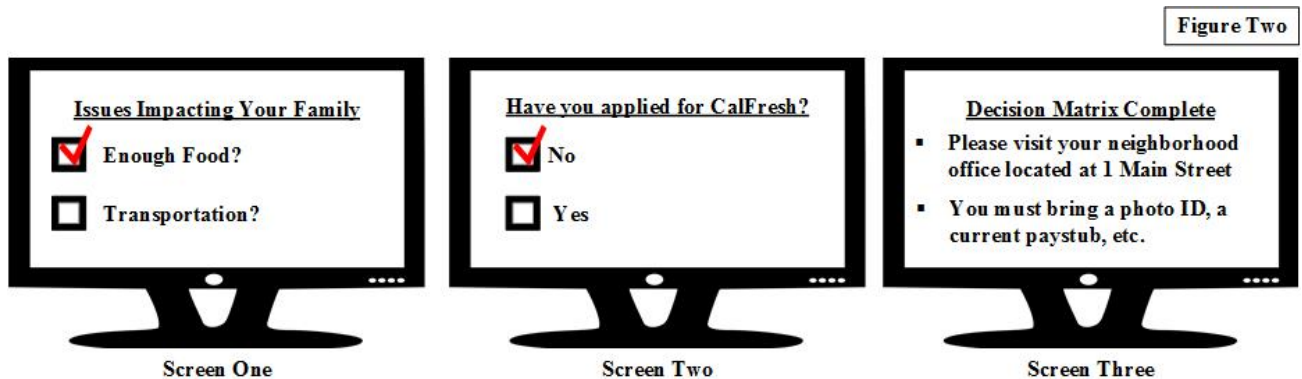 Figure Two
Issues Impacting Your Family
Enough Food?
Transportation?
Screen One
Have you applied for CalFresh?
No
Yes
Screen Two
Decision Matrix Complete
▪ Please visit your neighborhood
office located at 1 Main Street
▪ You must bring a photo ID, a
current paystub, etc.
Screen Three